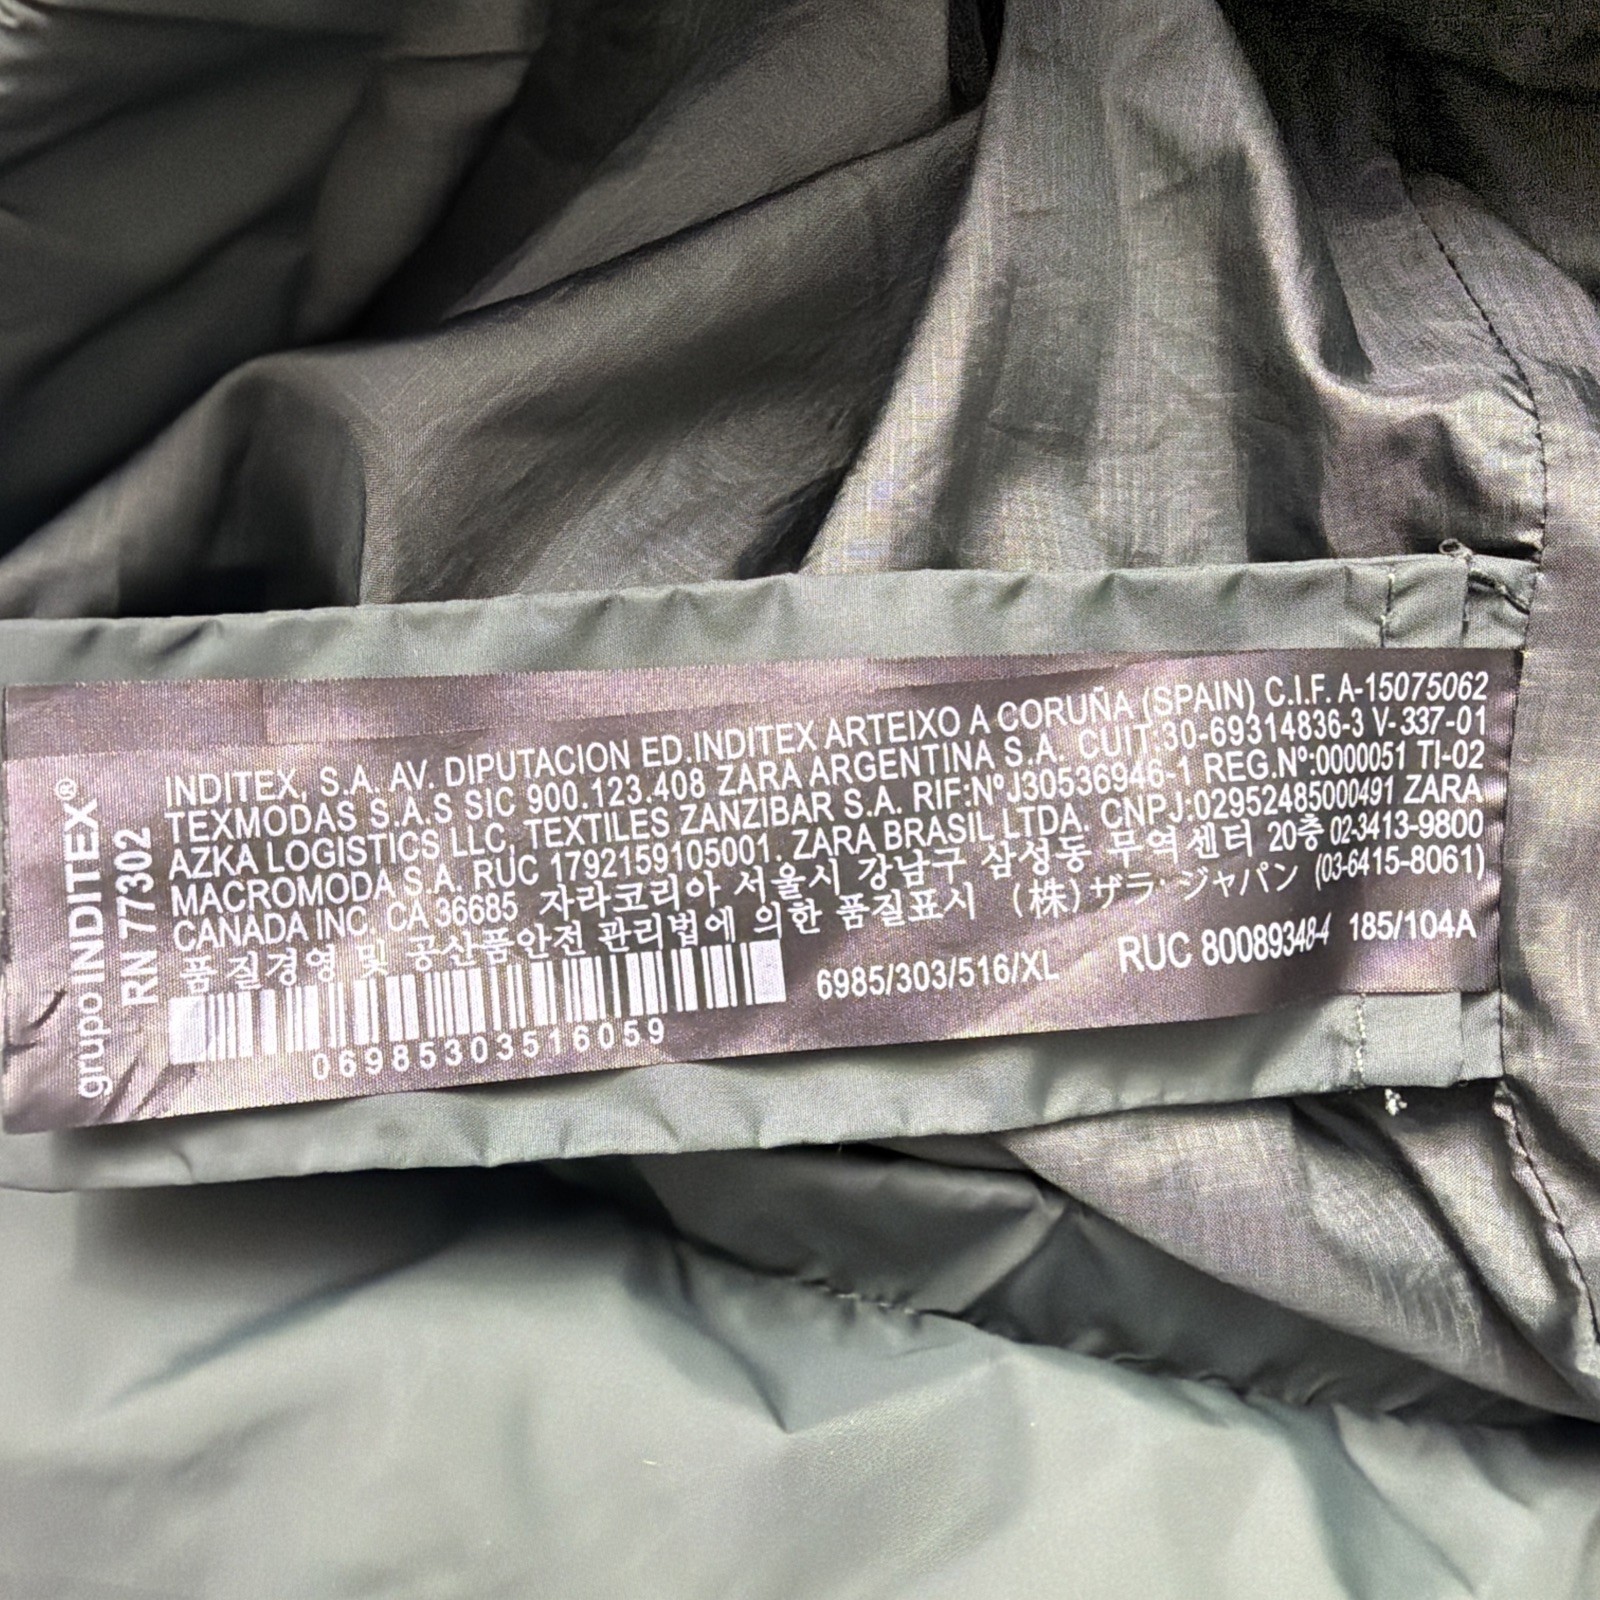 grupo INDITEX®
RN 77302
INDITEX, S.A. AV. DIPUTACION ED.INDITEX ARTEIXO A CORUÑA (SPAIN) C.I.F. A-15075062
TEXMODAS S.A.S SIC 900.123.408 ZARA ARGENTINA S.A. CUIT:30-69314836-3 V-337-01
AZKA LOGISTICS LLC, TEXTILES ZANZIBAR S.A. RIF:NºJ30536946-1 REG.Nº:0000051 TI-02
MACROMODA S.A. RUC 1792159105001. ZARA BRASIL LTDA. CNPJ:02952485000491 ZARA
CANADA INC. CA 36685 자라코리아 서울시 강남구 삼성동 무역센터 20층 02-3413-9800
품질경영 및 공산품안전 관리법에 의한 품질표시 (株)ザラ・ジャパン (03-6415-8061)
6985/303/516/XL RUC 80089348-4 185/104A
06985303516059